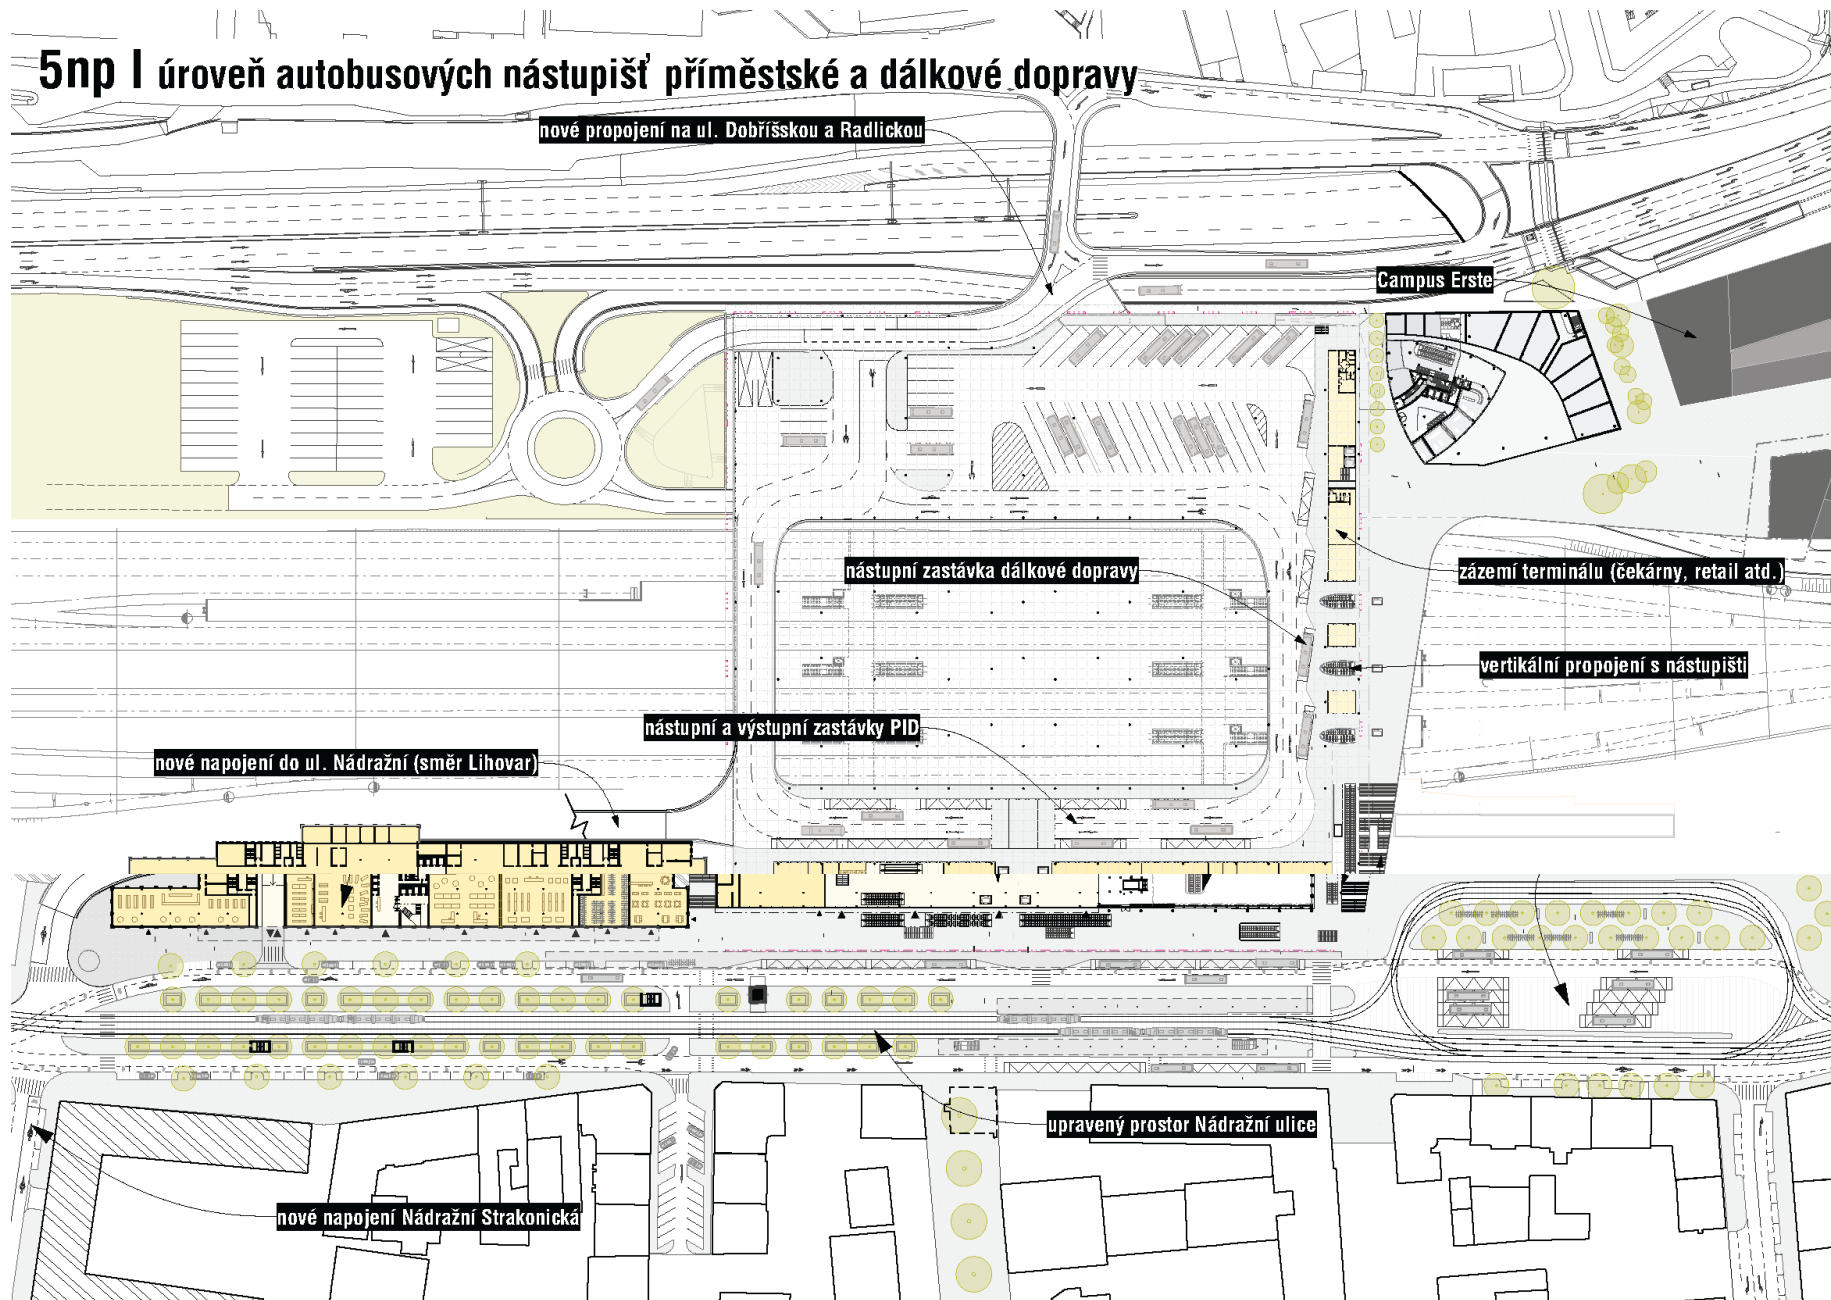 5np | úroveň autobusových nástupišť příměstské a dálkové dopravy
nové propojení na ul. Dobříšskou a Radlickou
Campus Erste
nástupní zastávka dálkové dopravy
zázemí terminálu (čekárny, retail atd.)
vertikální propojení s nástupišti
nástupní a výstupní zastávky PID
nové napojení do ul. Nádražní (směr Lihovar)
upravený prostor Nádražní ulice
nové napojení Nádražní Strakonická